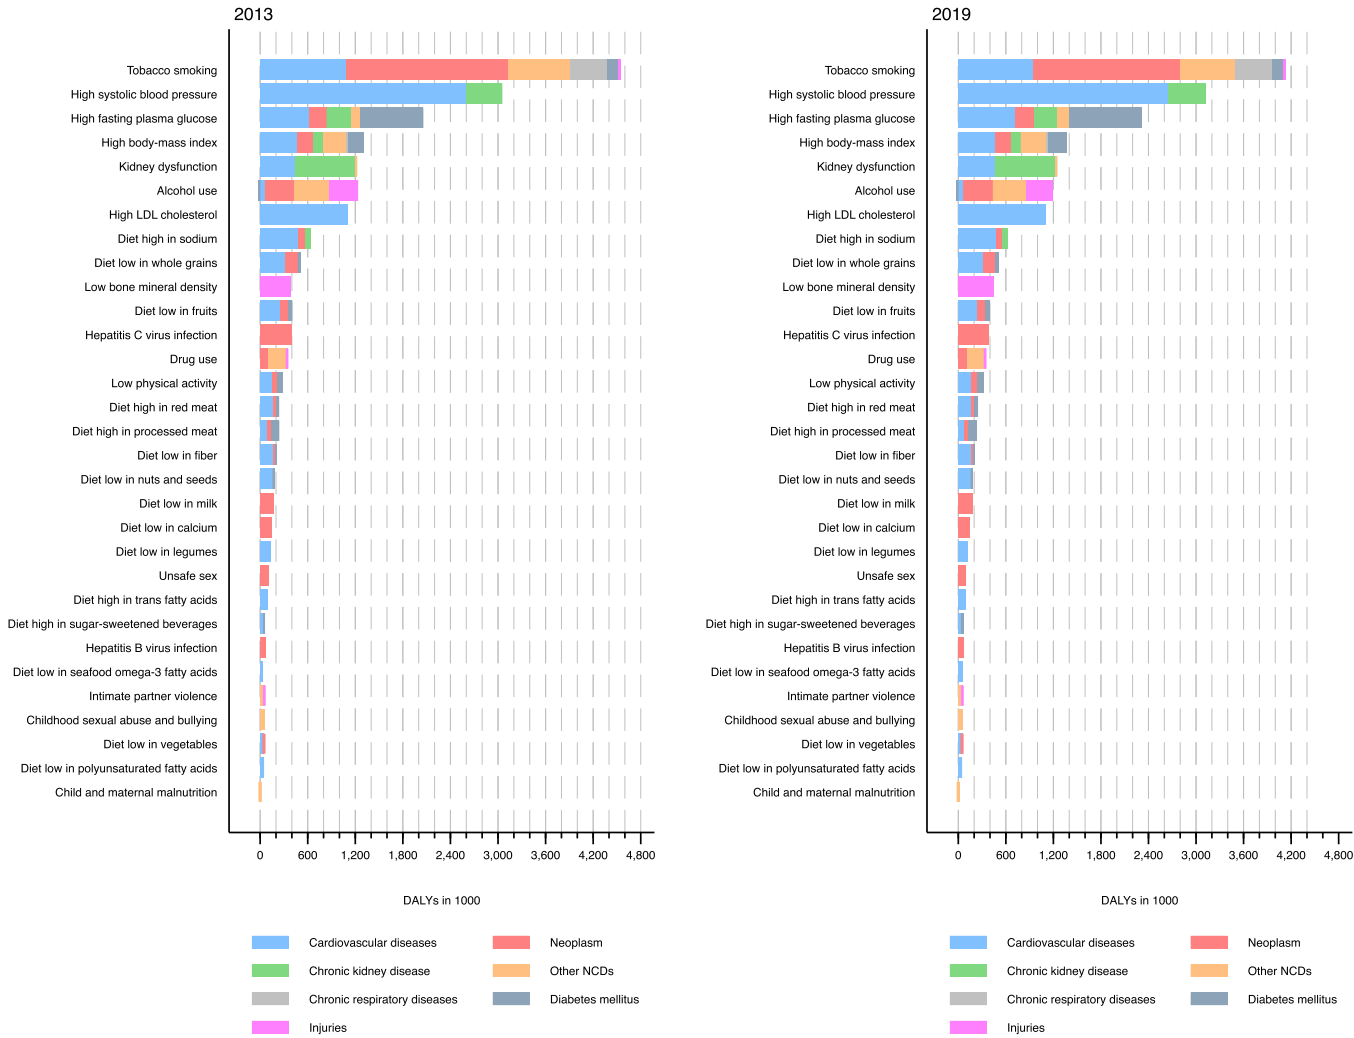 2013
Tobacco smoking
High systolic blood pressure
High fasting plasma glucose
High body-mass index
Kidney dysfunction
Alcohol use
High LDL cholesterol
Diet high in sodium
Diet low in whole grains
Low bone mineral density
Diet low in fruits
Hepatitis C virus infection
Drug use
Low physical activity
Diet high in red meat
Diet high in processed meat
Diet low in fiber
Diet low in nuts and seeds
Diet low in milk
Diet low in calcium
Diet low in legumes
Unsafe sex
Diet high in trans fatty acids
Diet high in sugar-sweetened beverages
Hepatitis B virus infection
Diet low in seafood omega-3 fatty acids
Intimate partner violence
Childhood sexual abuse and bullying
Diet low in vegetables
Diet low in polyunsaturated fatty acids
Child and maternal malnutrition
0 600 1,200 1,800 2,400 3,000 3,600 4,200 4,800
DALYs in 1000
Cardiovascular diseases Neoplasm
Chronic kidney disease Other NCDs
Chronic respiratory diseases Diabetes mellitus
Injuries
2019
Tobacco smoking
High systolic blood pressure
High fasting plasma glucose
High body-mass index
Kidney dysfunction
Alcohol use
High LDL cholesterol
Diet high in sodium
Diet low in whole grains
Low bone mineral density
Diet low in fruits
Hepatitis C virus infection
Drug use
Low physical activity
Diet high in red meat
Diet high in processed meat
Diet low in fiber
Diet low in nuts and seeds
Diet low in milk
Diet low in calcium
Diet low in legumes
Unsafe sex
Diet high in trans fatty acids
Diet high in sugar-sweetened beverages
Hepatitis B virus infection
Diet low in seafood omega-3 fatty acids
Intimate partner violence
Childhood sexual abuse and bullying
Diet low in vegetables
Diet low in polyunsaturated fatty acids
Child and maternal malnutrition
0 600 1,200 1,800 2,400 3,000 3,600 4,200 4,800
DALYs in 1000
Cardiovascular diseases Neoplasm
Chronic kidney disease Other NCDs
Chronic respiratory diseases Diabetes mellitus
Injuries